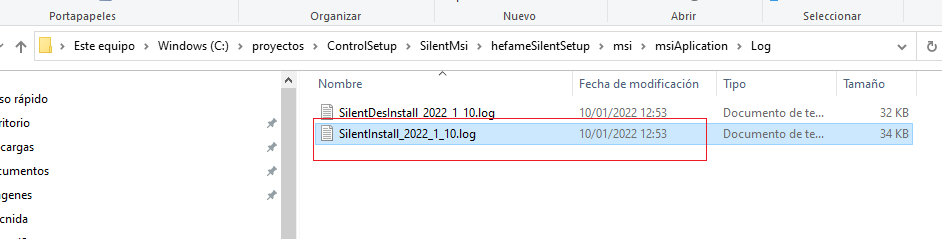 Portapapeles Organizar Nuevo Abrir Seleccionar
Este equipo Windows (C:) proyectos ControlSetup SilentMsi hefameSilentSetup msi msiAplication Log
Nombre Fecha de modificación Tipo Tamaño
so rápido
SilentDesInstall_2022_1_10.log 10/01/2022 12:53 Documento de te... 32 KB
ritorio
SilentInstall_2022_1_10.log 10/01/2022 12:53 Documento de te... 34 KB
cargas
ocumentos
ágenes
cnida